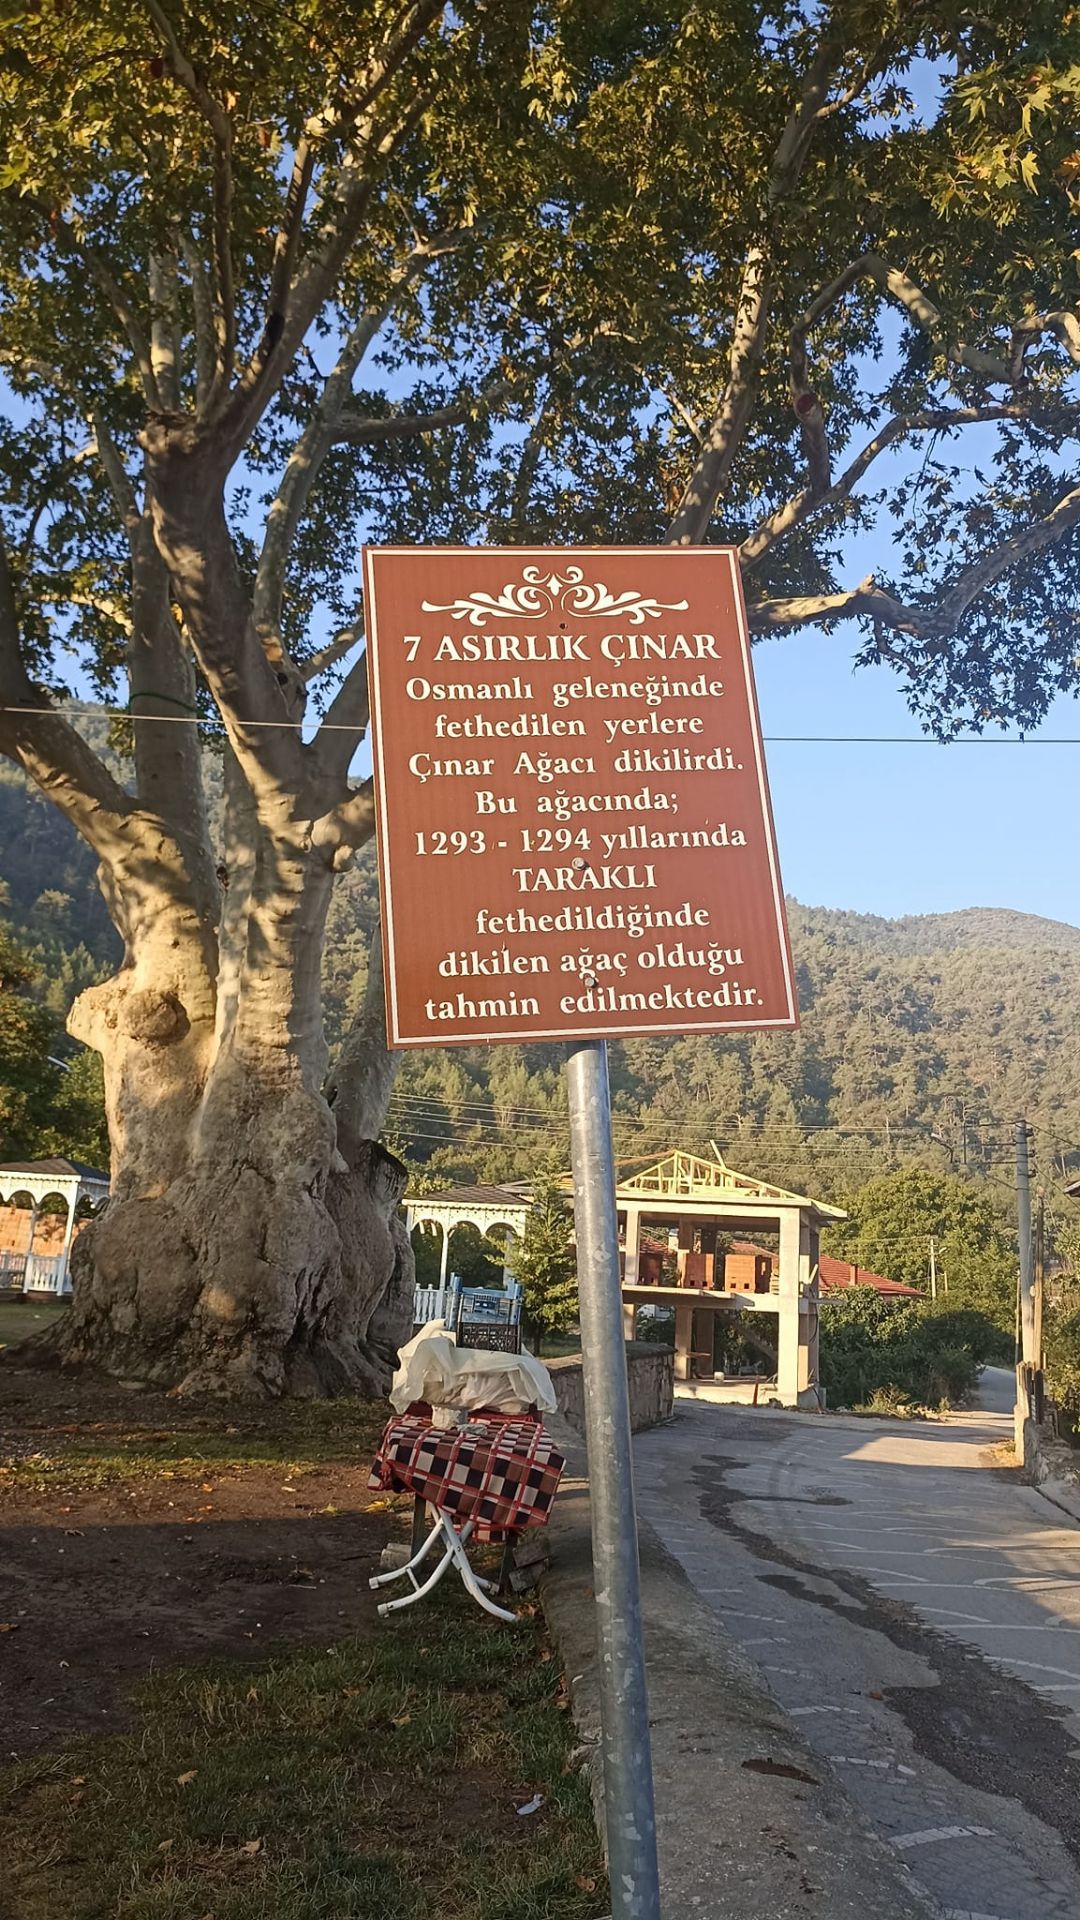 7 ASIRLIK ÇINAR
Osmanlı geleneğinde
fethedilen yerlere
Çınar Ağacı dikilirdi.
Bu ağacında;
1293 - 1294 yıllarında
TARAKLI
fethedildiğinde
dikilen ağaç olduğu
tahmin edilmektedir.